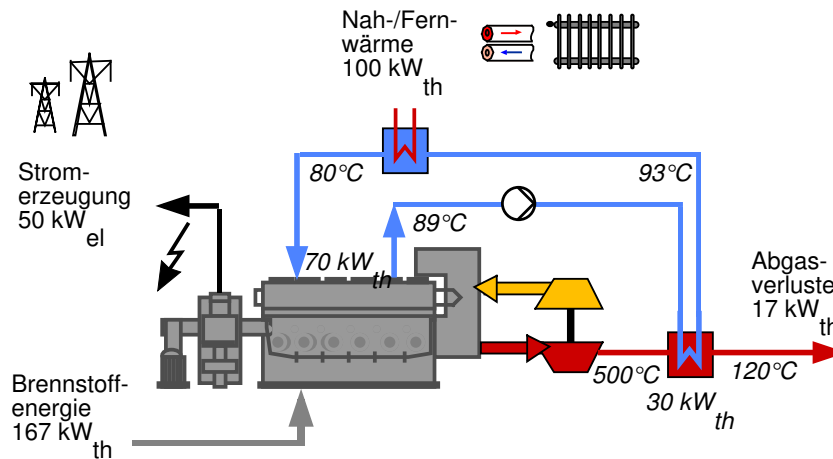 Nah-/Fern-
wärme
100 kW th
Strom-
erzeugung
50 kW el
80°C
93°C
89°C
70 kW th
Abgas-
verluste
17 kW th
500°C
120°C
30 kW th
Brennstoff-
energie
167 kW th